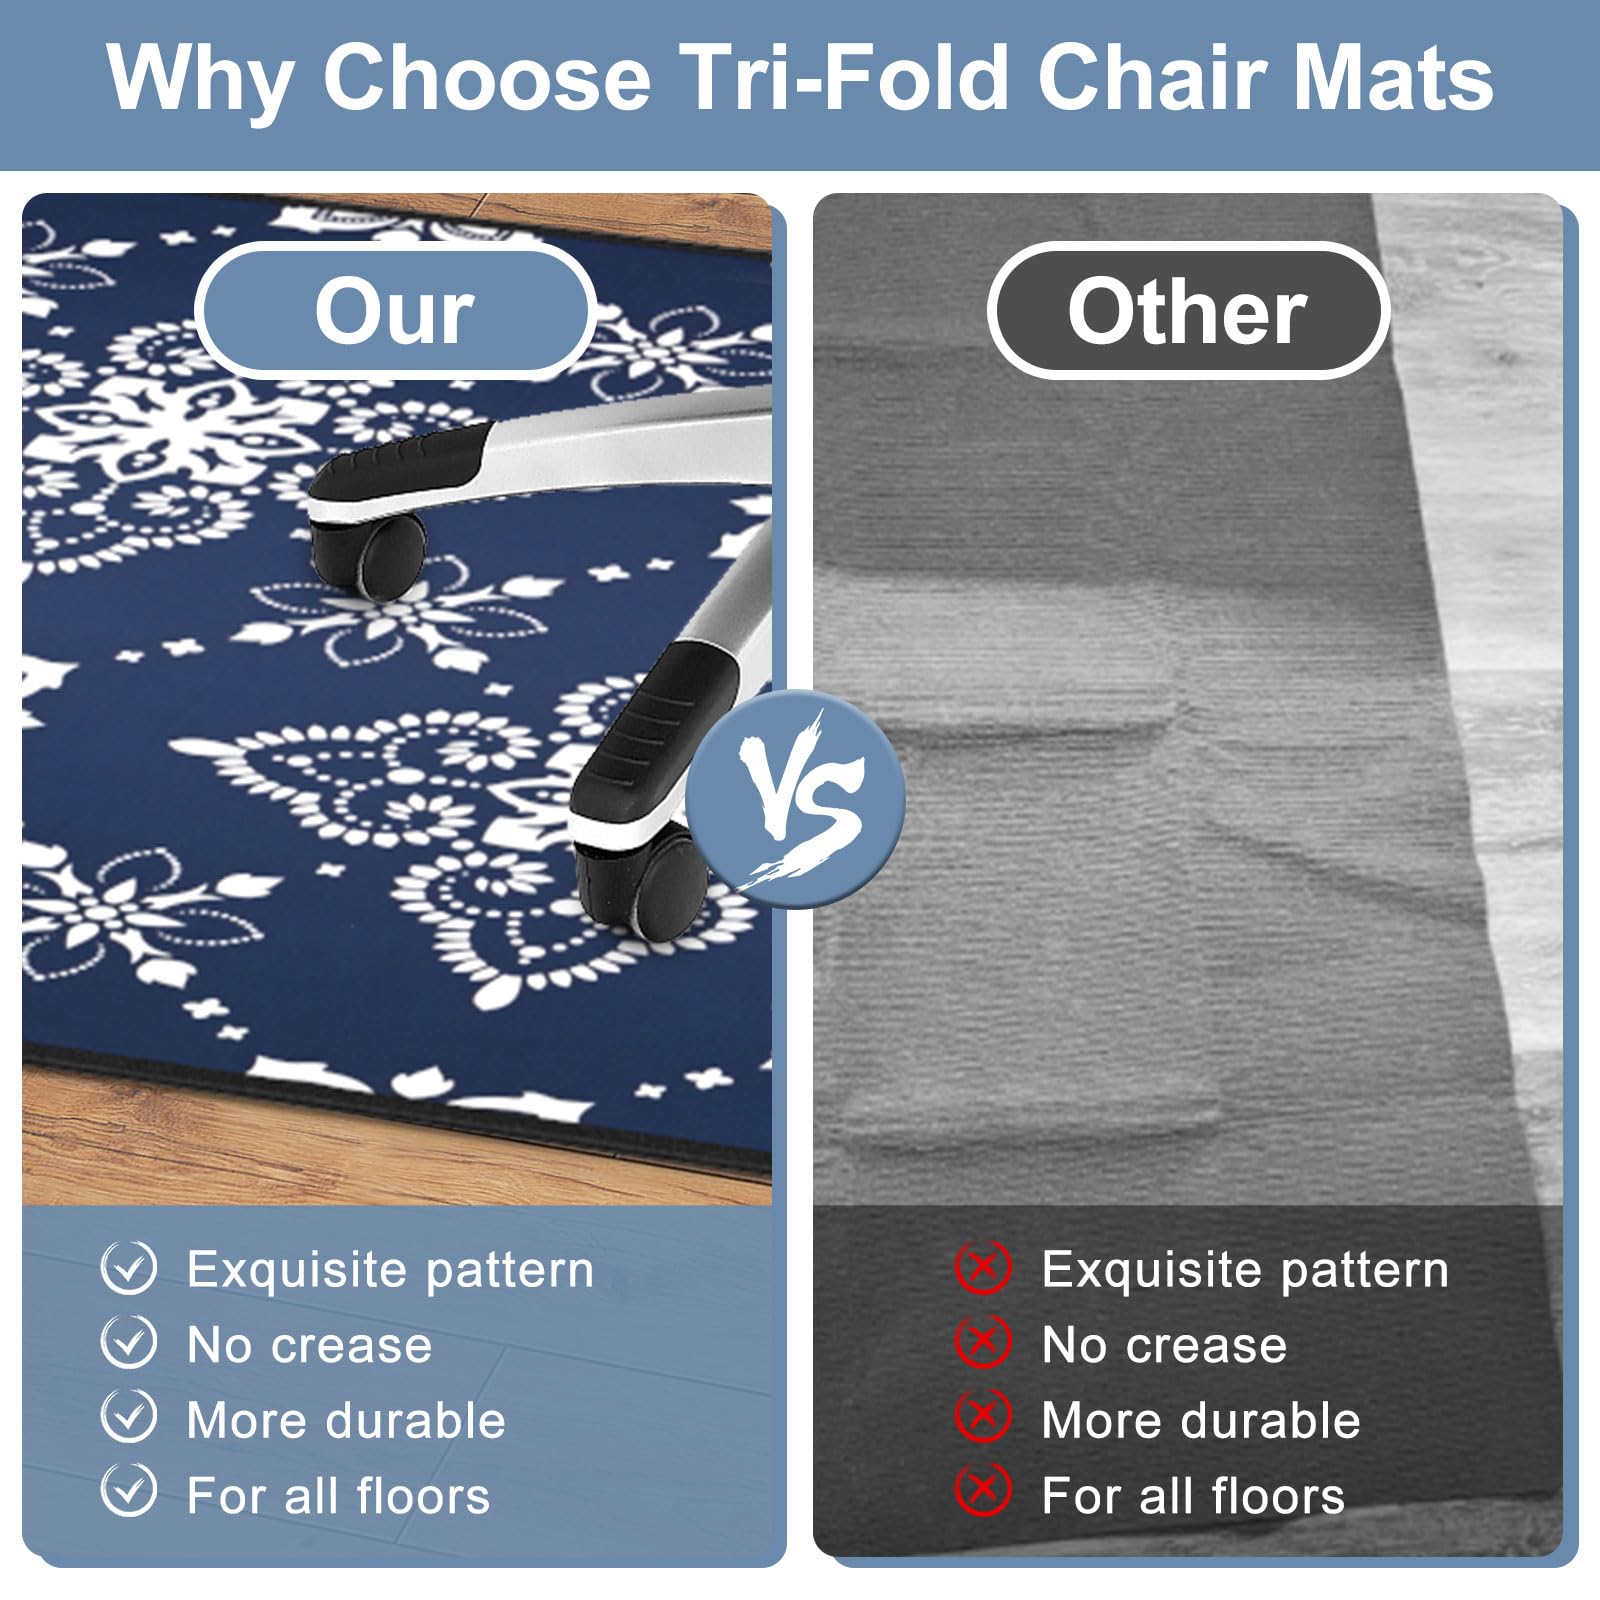 Why Choose Tri-Fold Chair Mats
Our
Other
VS
Exquisite pattern
No crease
More durable
For all floors
Exquisite pattern
No crease
More durable
For all floors